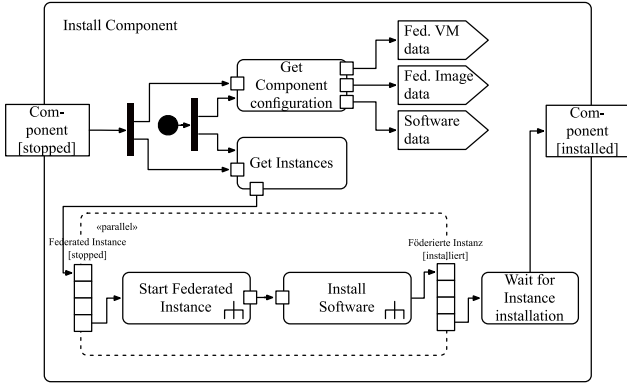 Install Component
Fed. VM
data
Get
Component
configuration
Fed. Image
data
Com-
ponent
[stopped]
Software
data
Com-
ponent
[installed]
Get Instances
«parallel»
Federated Instance
[stopped]
Föderierte Instanz
[installiert]
Start Federated
Instance
Install
Software
Wait for
Instance
installation